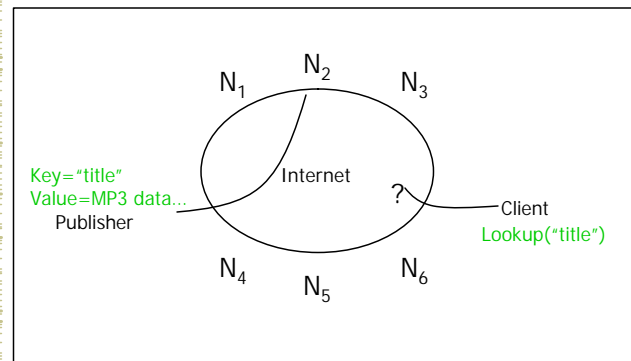 N₁ N₂ N₃
Key="title"
Value=MP3 data...
Publisher
Internet
?
Client
Lookup("title")
N₄ N₅ N₆